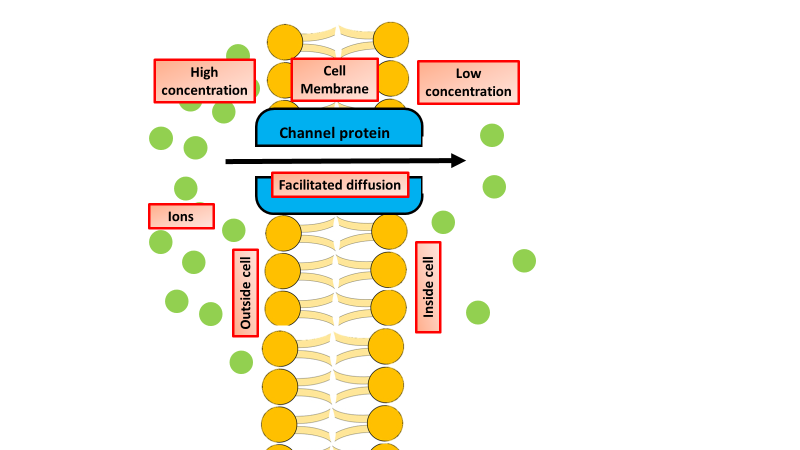 High
concentration
Cell
Membrane
Low
concentration
Channel protein
Facilitated diffusion
Ions
Outside cell
Inside cell